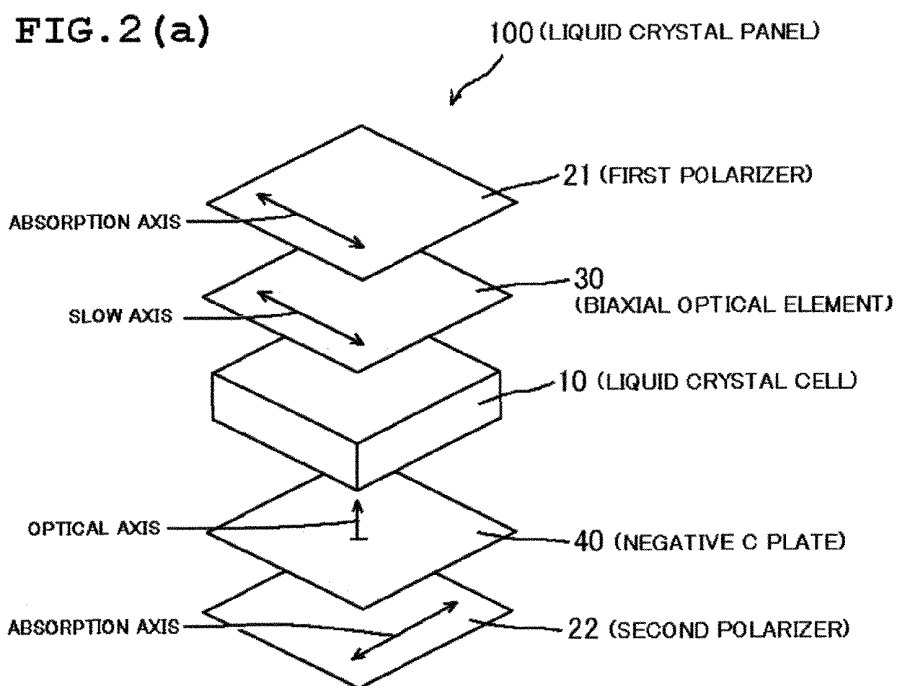 FIG.2(a)
100 (LIQUID CRYSTAL PANEL)
21 (FIRST POLARIZER)
ABSORPTION AXIS
30
(BIAXIAL OPTICAL ELEMENT)
SLOW AXIS
10 (LIQUID CRYSTAL CELL)
OPTICAL AXIS
40 (NEGATIVE C PLATE)
ABSORPTION AXIS
22 (SECOND POLARIZER)